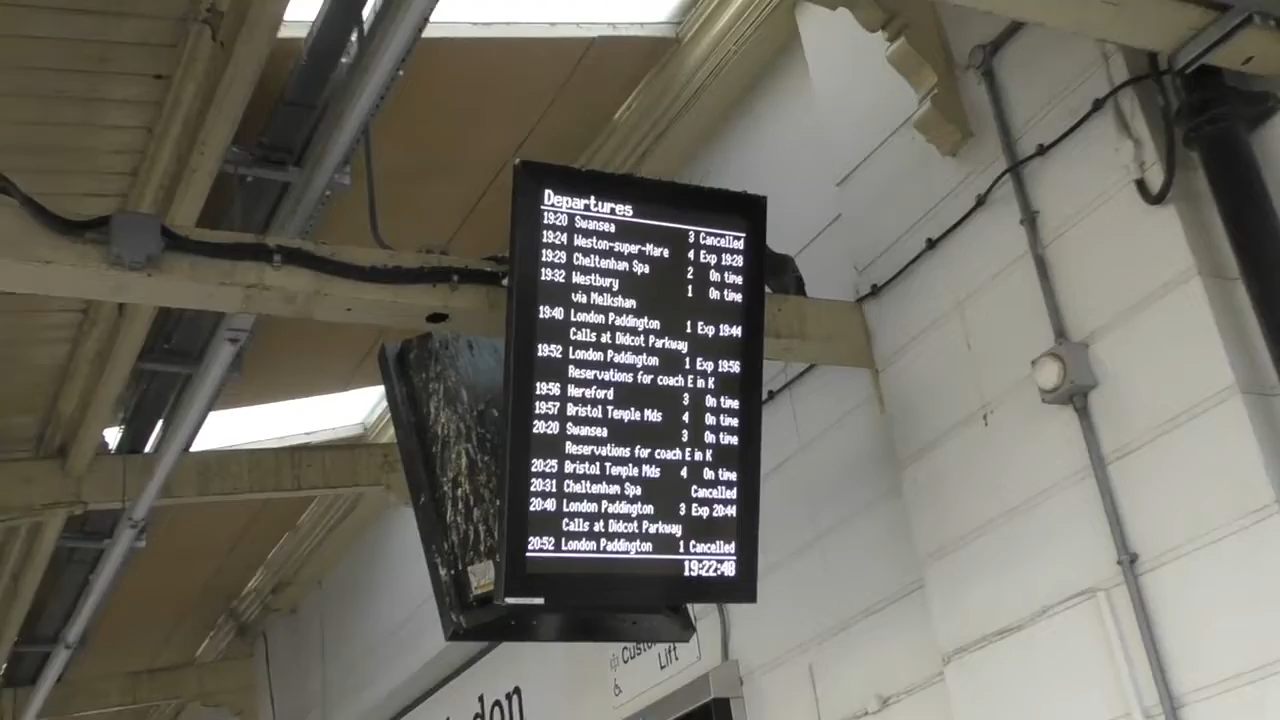 Departures
19:20 Swansea 3 Cancelled
19:24 Weston-super-Mare 4 Exp 19:28
19:29 Cheltenham Spa 2 On time
19:32 Westbury 1 On time
via Melksham
19:40 London Paddington 1 Exp 19:44
Calls at Didcot Parkway
19:52 London Paddington 1 Exp 19:56
Reservations for coach E in K
19:56 Hereford 3 On time
19:57 Bristol Temple Mds 4 On time
20:20 Swansea 3 On time
Reservations for coach E in K
20:25 Bristol Temple Mds 4 On time
20:31 Cheltenham Spa Cancelled
20:40 London Paddington 3 Exp 20:44
Calls at Didcot Parkway
20:52 London Paddington 1 Cancelled
19:22:48
Lift